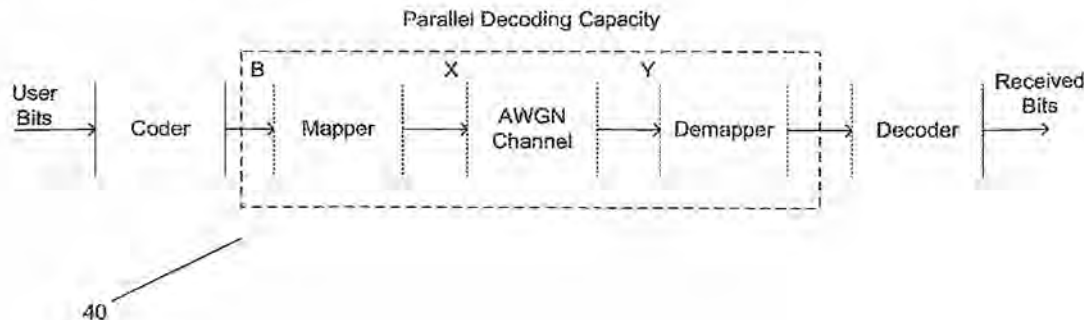 Parallel Decoding Capacity
B
X
Y
User
Bits
Coder
Mapper
AWGN
Channel
Demapper
Decoder
Received
Bits
40